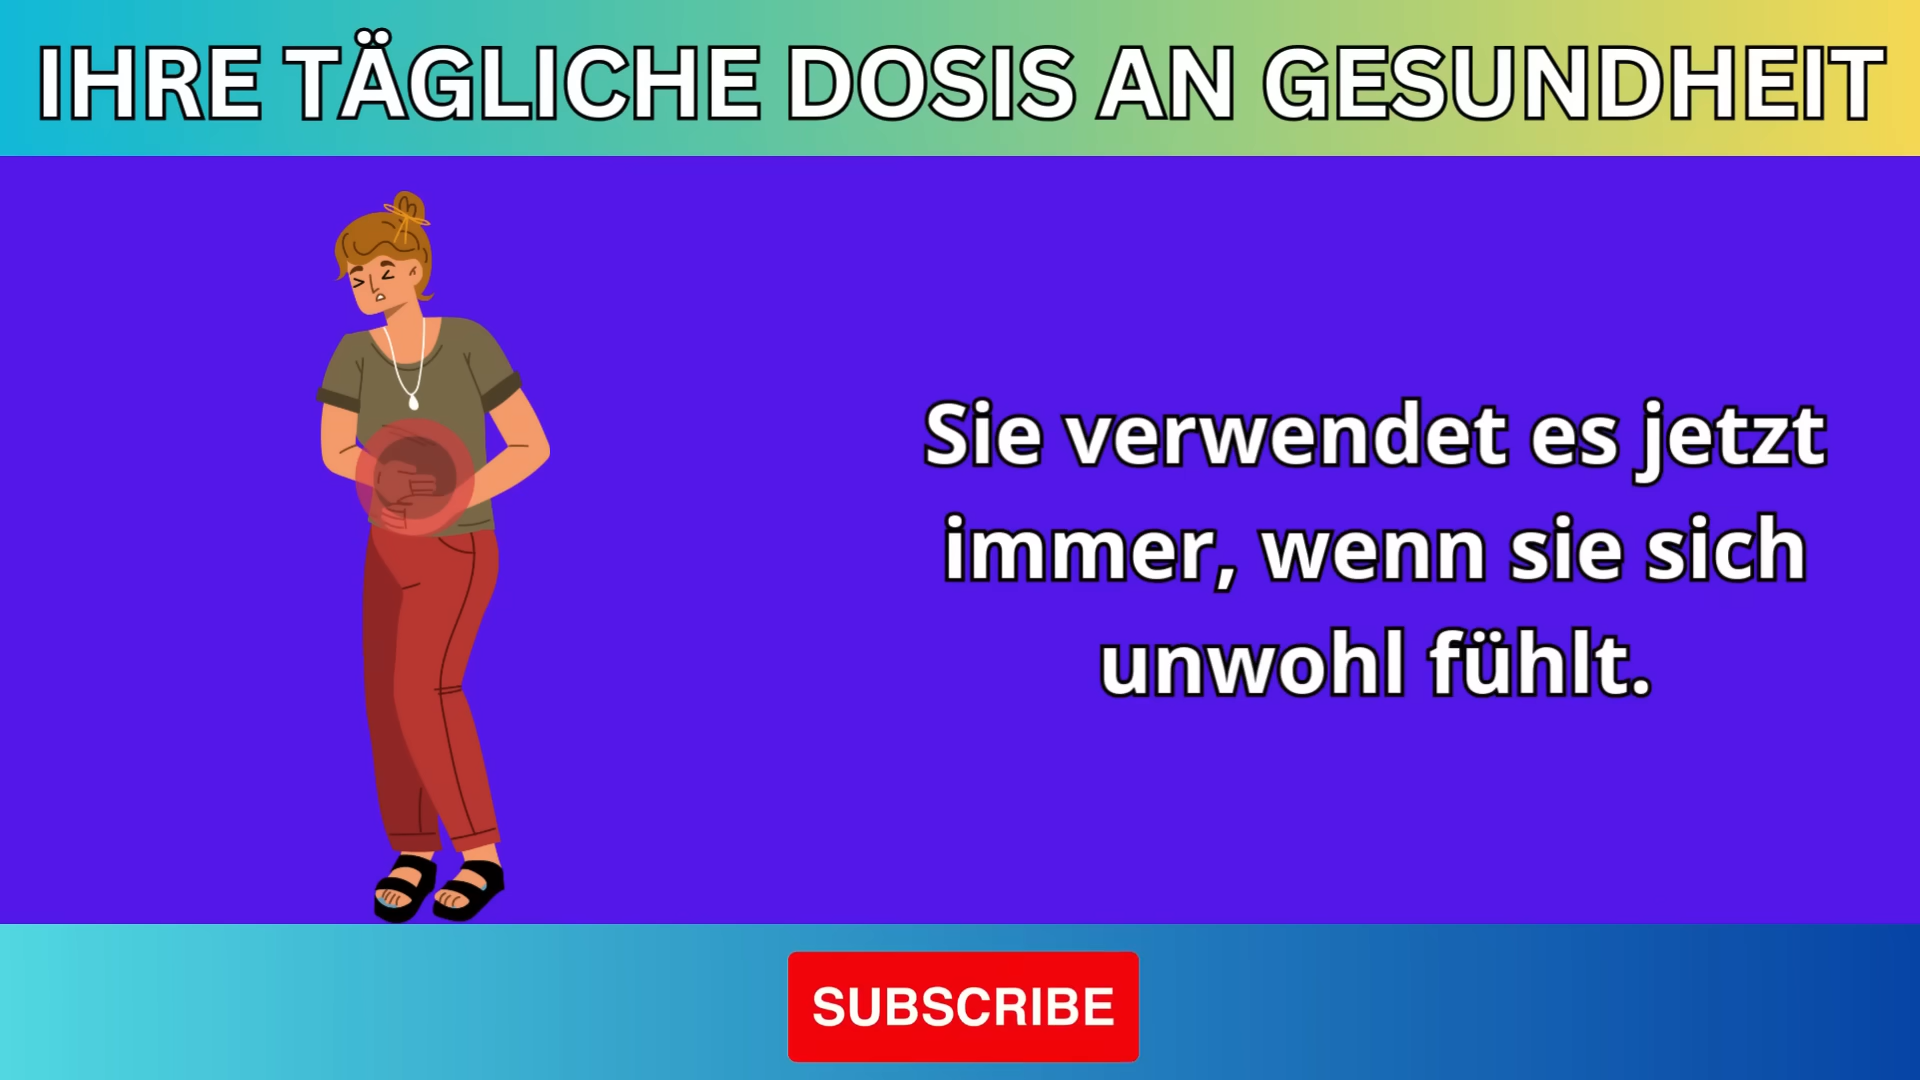 IHRE TÄGLICHE DOSIS AN GESUNDHEIT
Sie verwendet es jetzt
immer, wenn sie sich
unwohl fühlt.
SUBSCRIBE